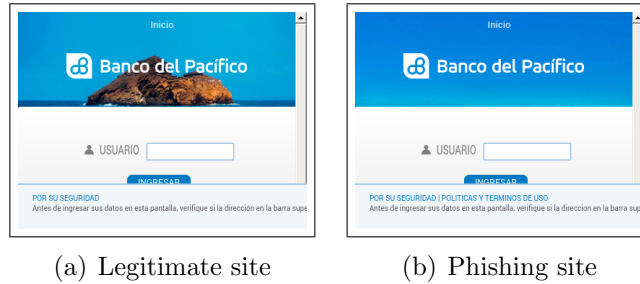 Inicio
Banco del Pacífico
USUARIO
INGRESAR
POR SU SEGURIDAD
Antes de ingresar sus datos en esta pantalla, verifique si la dirección en la barra supe
(a) Legitimate site
Inicio
Banco del Pacífico
USUARIO
INGRESAR
POR SU SEGURIDAD | POLITICAS Y TERMINOS DE USO
Antes de ingresar sus datos en esta pantalla, verifique si la direccion en la barra sup
(b) Phishing site